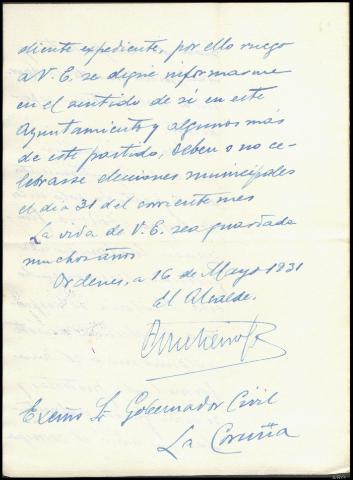 diente expediente, por ello ruego
a V. E. se digne informarme
en el sentido de si en este
Ayuntamiento y algunos más
de este partido, deben o no ce-
lebrarse elecciones municipales
el dia 31 del corriente mes
La vida de V. E. sea guardada
muchos años
Ordenes, a 16 de Mayo 1931
El Alcalde.
Excmo Sr Gobernador Civil
La Coruña